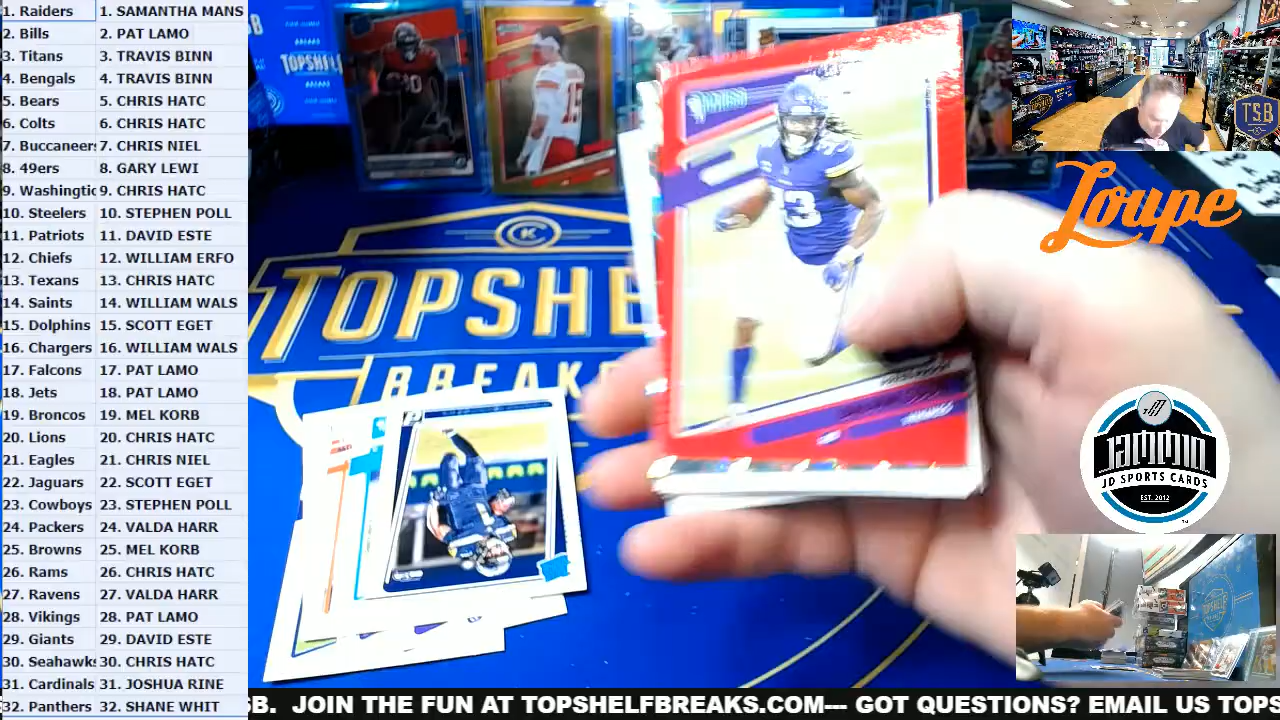 1. Raiders 1. SAMANTHA MANS
2. Bills 2. PAT LAMO
3. Titans 3. TRAVIS BINN
4. Bengals 4. TRAVIS BINN
5. Bears 5. CHRIS HATC
6. Colts 6. CHRIS HATC
7. Buccaneers 7. CHRIS NIEL
8. 49ers 8. GARY LEWI
9. Washingtic 9. CHRIS HATC
10. Steelers 10. STEPHEN POLL
11. Patriots 11. DAVID ESTE
12. Chiefs 12. WILLIAM ERFO
13. Texans 13. CHRIS HATC
14. Saints 14. WILLIAM WALS
15. Dolphins 15. SCOTT EGET
16. Chargers 16. WILLIAM WALS
17. Falcons 17. PAT LAMO
18. Jets 18. PAT LAMO
19. Broncos 19. MEL KORB
20. Lions 20. CHRIS HATC
21. Eagles 21. CHRIS NIEL
22. Jaguars 22. SCOTT EGET
23. Cowboys 23. STEPHEN POLL
24. Packers 24. VALDA HARR
25. Browns 25. MEL KORB
26. Rams 26. CHRIS HATC
27. Ravens 27. VALDA HARR
28. Vikings 28. PAT LAMO
29. Giants 29. DAVID ESTE
30. Seahawks 30. CHRIS HATC
31. Cardinals 31. JOSHUA RINE
32. Panthers 32. SHANE WHIT
TOPSHE
BREAK
33
TSB
Loupe
JAMMIN
JD SPORTS CARDS
EST. 2012
SB. JOIN THE FUN AT TOPSHELFBREAKS.COM--- GOT QUESTIONS? EMAIL US TOPS